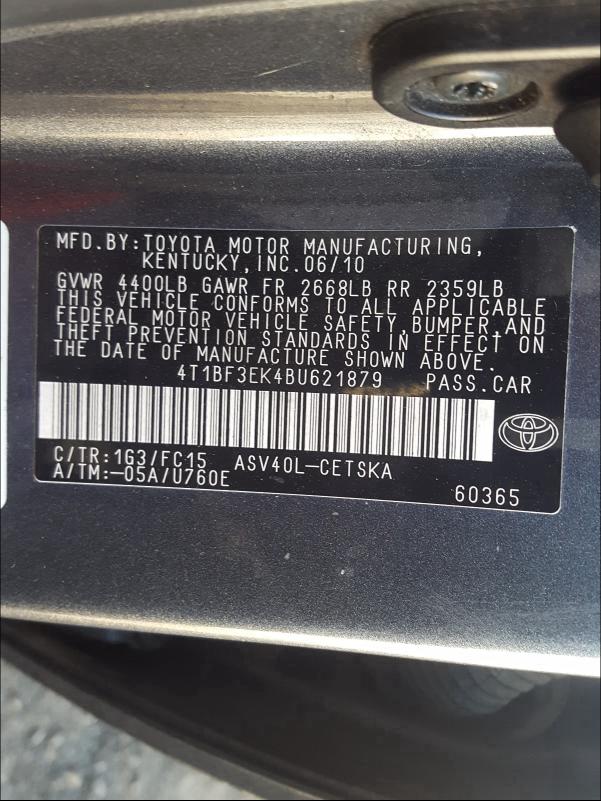 MFD.BY:TOYOTA MOTOR MANUFACTURING,
KENTUCKY,INC.06/10
GVWR 4400LB GAWR FR 2668LB RR 2359LB
THIS VEHICLE CONFORMS TO ALL APPLICABLE
FEDERAL MOTOR VEHICLE SAFETY,BUMPER,AND
THEFT PREVENTION STANDARDS IN EFFECT ON
THE DATE OF MANUFACTURE SHOWN ABOVE.
4T1BF3EK4BU621879 PASS.CAR
C/TR:1G3/FC15 ASV40L-CETSKA
A/TM:-05A/U760E
60365